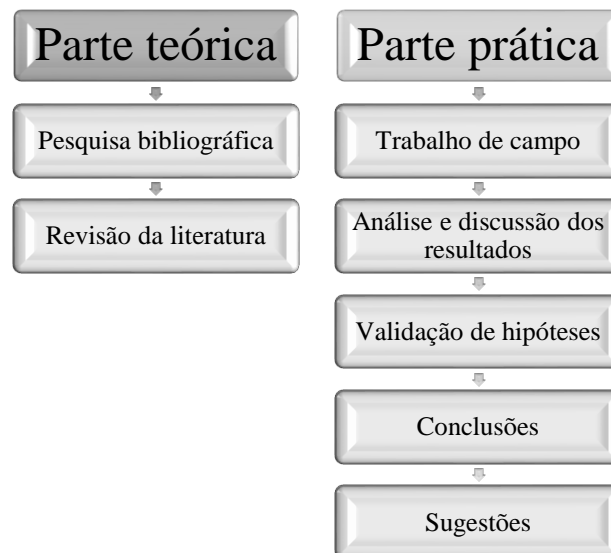 Parte teórica
Pesquisa bibliográfica
Revisão da literatura
Parte prática
Trabalho de campo
Análise e discussão dos
resultados
Validação de hipóteses
Conclusões
Sugestões